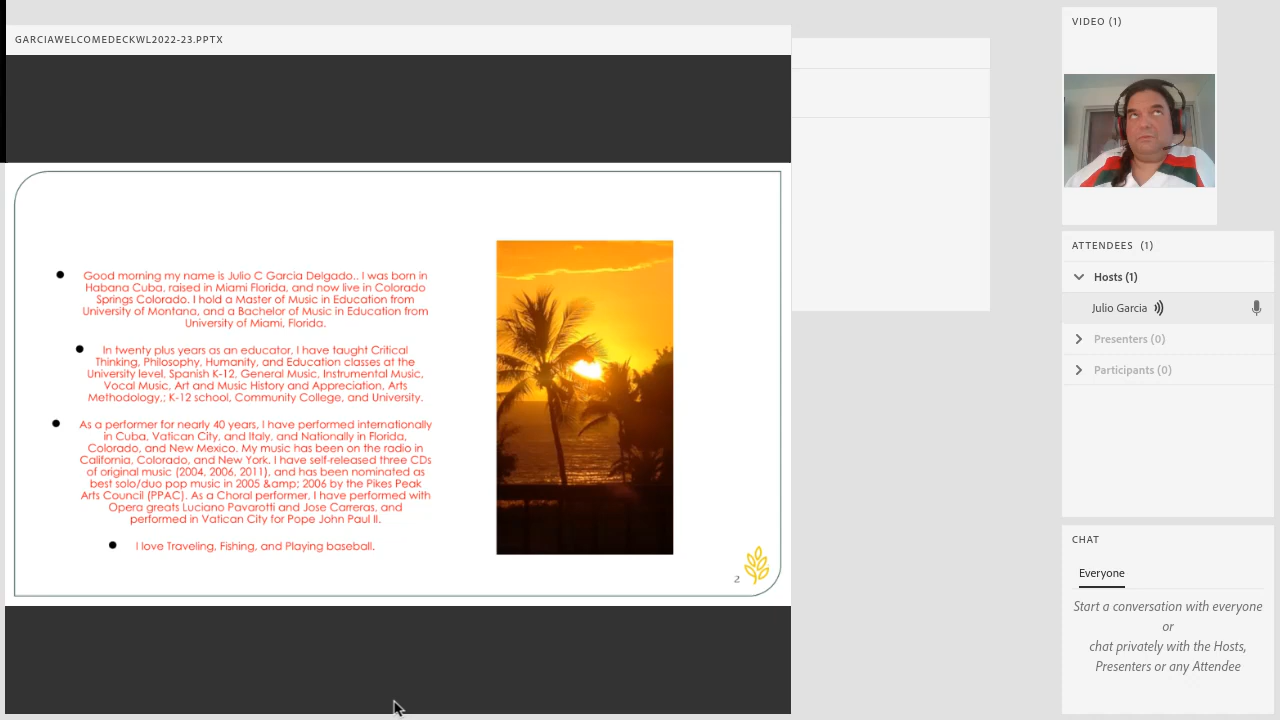 GARCIAWELCOMEDECKWL2022-23.PPTX
Good morning my name is Julio C Garcia Delgado.. I was born in
Habana Cuba, raised in Miami Florida, and now live in Colorado
Springs Colorado. I hold a Master of Music in Education from
University of Montana, and a Bachelor of Music in Education from
University of Miami, Florida.
In twenty plus years as an educator, I have taught Critical
Thinking, Philosophy, Humanity, and Education classes at the
University level, Spanish K-12, General Music, Instrumental Music,
Vocal Music, Art and Music History and Appreciation, Arts
Methodology,; K-12 school, Community College, and University.
As a performer for nearly 40 years, I have performed internationally
in Cuba, Vatican City, and Italy, and Nationally in Florida,
Colorado, and New Mexico. My music has been on the radio in
California, Colorado, and New York. I have self-released three CDs
of original music (2004, 2006, 2011), and has been nominated as
best solo/duo pop music in 2005 &amp; 2006 by the Pikes Peak
Arts Council (PPAC). As a Choral performer, I have performed with
Opera greats Luciano Pavarotti and Jose Carreras, and
performed in Vatican City for Pope John Paul II.
I love Traveling, Fishing, and Playing baseball.
2
VIDEO (1)
ATTENDEES (1)
Hosts (1)
Julio Garcia
Presenters (0)
Participants (0)
CHAT
Everyone
Start a conversation with everyone
or
chat privately with the Hosts,
Presenters or any Attendee